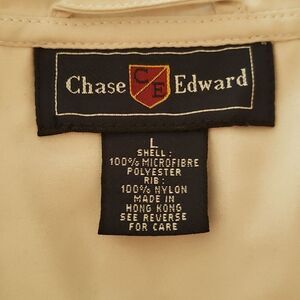 Chase CE Edward
L
SHELL:
100% MICROFIBRE
POLYESTER
RIB:
100% NYLON
MADE IN
HONG KONG
SEE REVERSE
FOR CARE